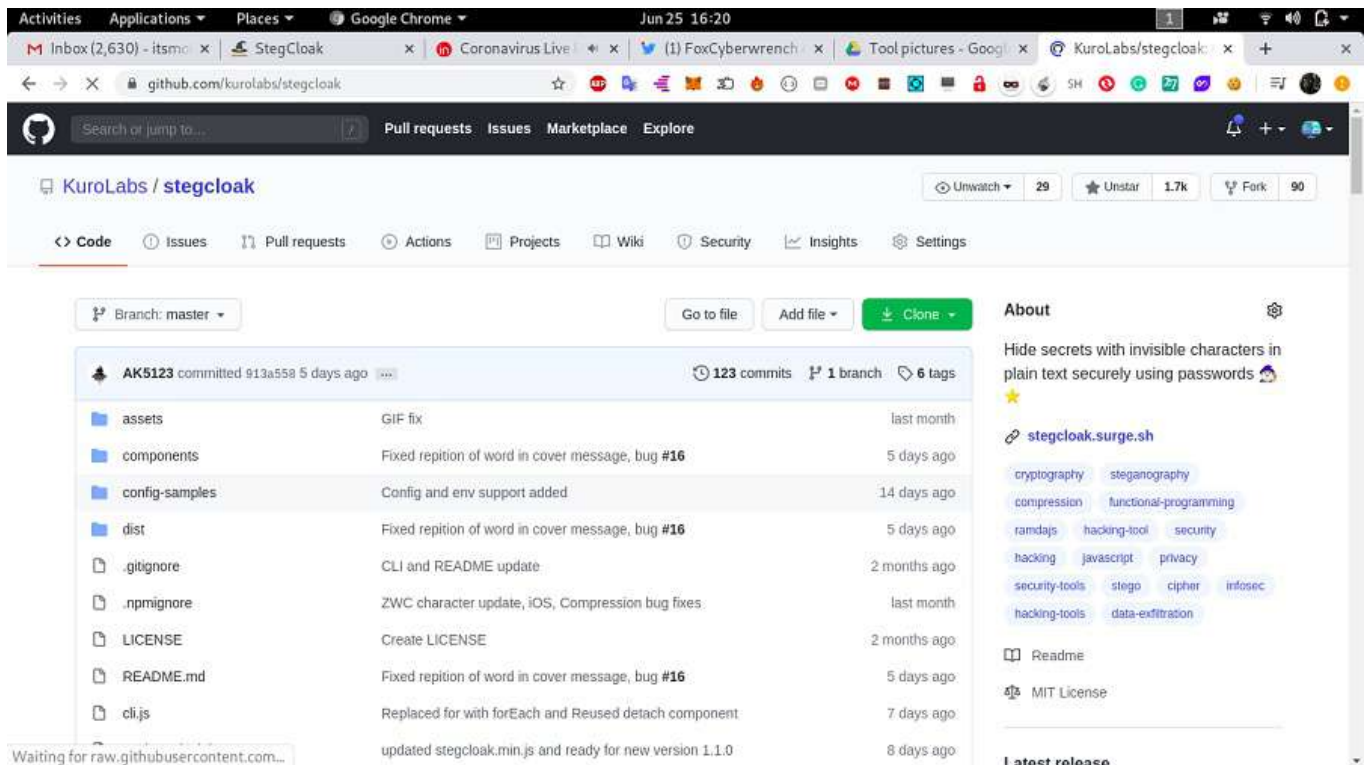 Activities Applications Places Google Chrome Jun 25 16:20 1
Inbox (2,630) - itsmo StegCloak Coronavirus Live (1) FoxCyberwrench Tool pictures - Goog KuroLabs/stegcloak:
github.com/kurolabs/stegcloak SH
Search or jump to... / Pull requests Issues Marketplace Explore
KuroLabs / stegcloak Unwatch 29 Unstar 1.7k Fork 90
<> Code Issues Pull requests Actions Projects Wiki Security Insights Settings
Branch: master Go to file Add file Clone
About
Hide secrets with invisible characters in
plain text securely using passwords
stegcloak.surge.sh
cryptography steganography
compression functional-programming
ramdajs hacking-tool security
hacking javascript privacy
security-tools stego cipher infosec
hacking-tools data-exfiltration
Readme
MIT License
Latest release
AK5123 committed 913a558 5 days ago ... 123 commits 1 branch 6 tags
assets GIF fix last month
components Fixed repition of word in cover message, bug #16 5 days ago
config-samples Config and env support added 14 days ago
dist Fixed repition of word in cover message, bug #16 5 days ago
.gitignore CLI and README update 2 months ago
.npmignore ZWC character update, iOS, Compression bug fixes last month
LICENSE Create LICENSE 2 months ago
README.md Fixed repition of word in cover message, bug #16 5 days ago
cli.js Replaced for with forEach and Reused detach component 7 days ago
updated stegcloak.min.js and ready for new version 1.1.0 8 days ago
Waiting for raw.githubusercontent.com...